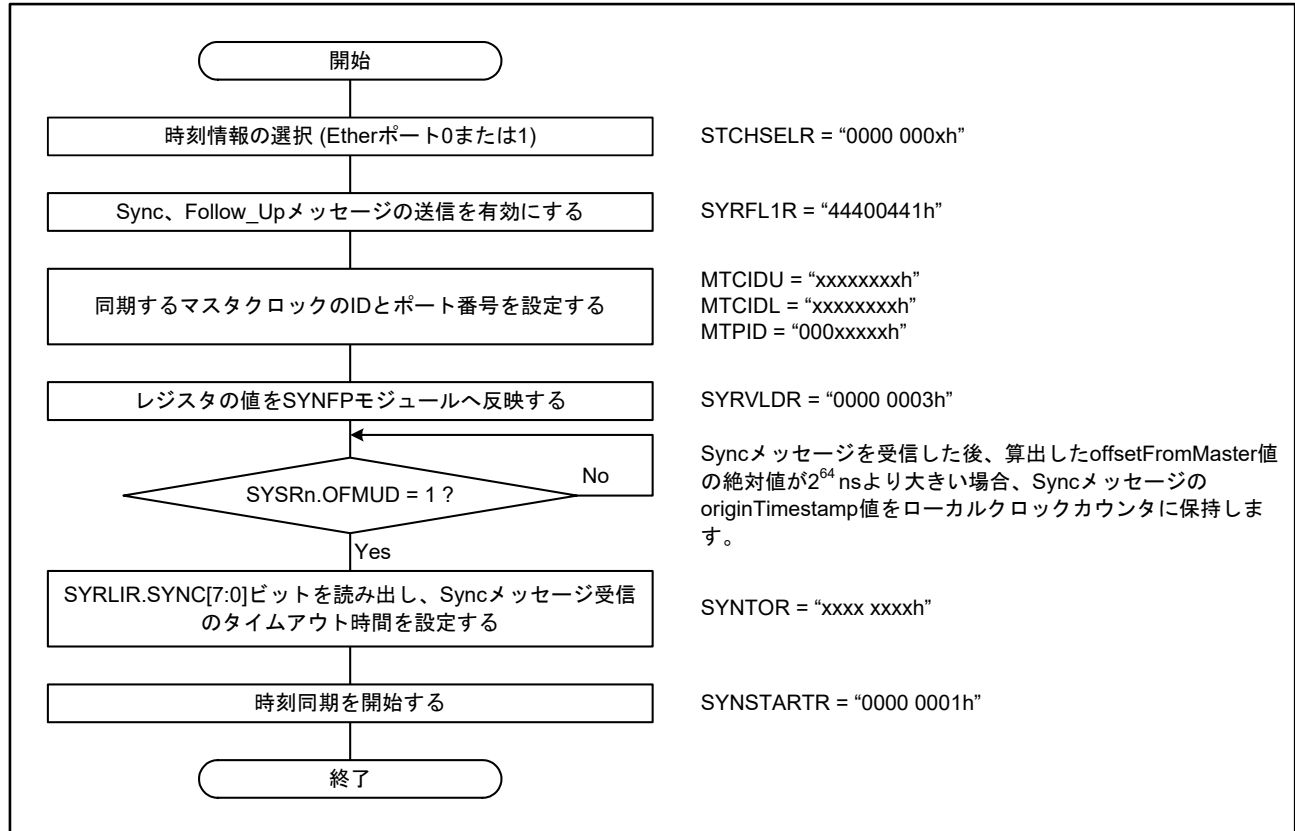 開始
時刻情報の選択 (Etherポート0または1)
STCHSELR = “0000 000xh”
Sync、Follow_Upメッセージの送信を有効にする
SYRFL1R = “44400441h”
同期するマスタクロックのIDとポート番号を設定する
MTCIDU = “xxxxxxxxh”
MTCIDL = “xxxxxxxxh”
MTPID = “000xxxxxh”
レジスタの値をSYNFPモジュールへ反映する
SYRVLDR = “0000 0003h”
SYSRn.OFMUD = 1 ?
No
Yes
Syncメッセージを受信した後、算出したoffsetFromMaster値
の絶対値が2^64 nsより大きい場合、Syncメッセージの
originTimestamp値をローカルクロックカウンタに保持しま
す。
SYRLIR.SYNC[7:0]ビットを読み出し、Syncメッセージ受信
のタイムアウト時間を設定する
SYNTOR = “xxxx xxxxh”
時刻同期を開始する
SYNSTARTR = “0000 0001h”
終了